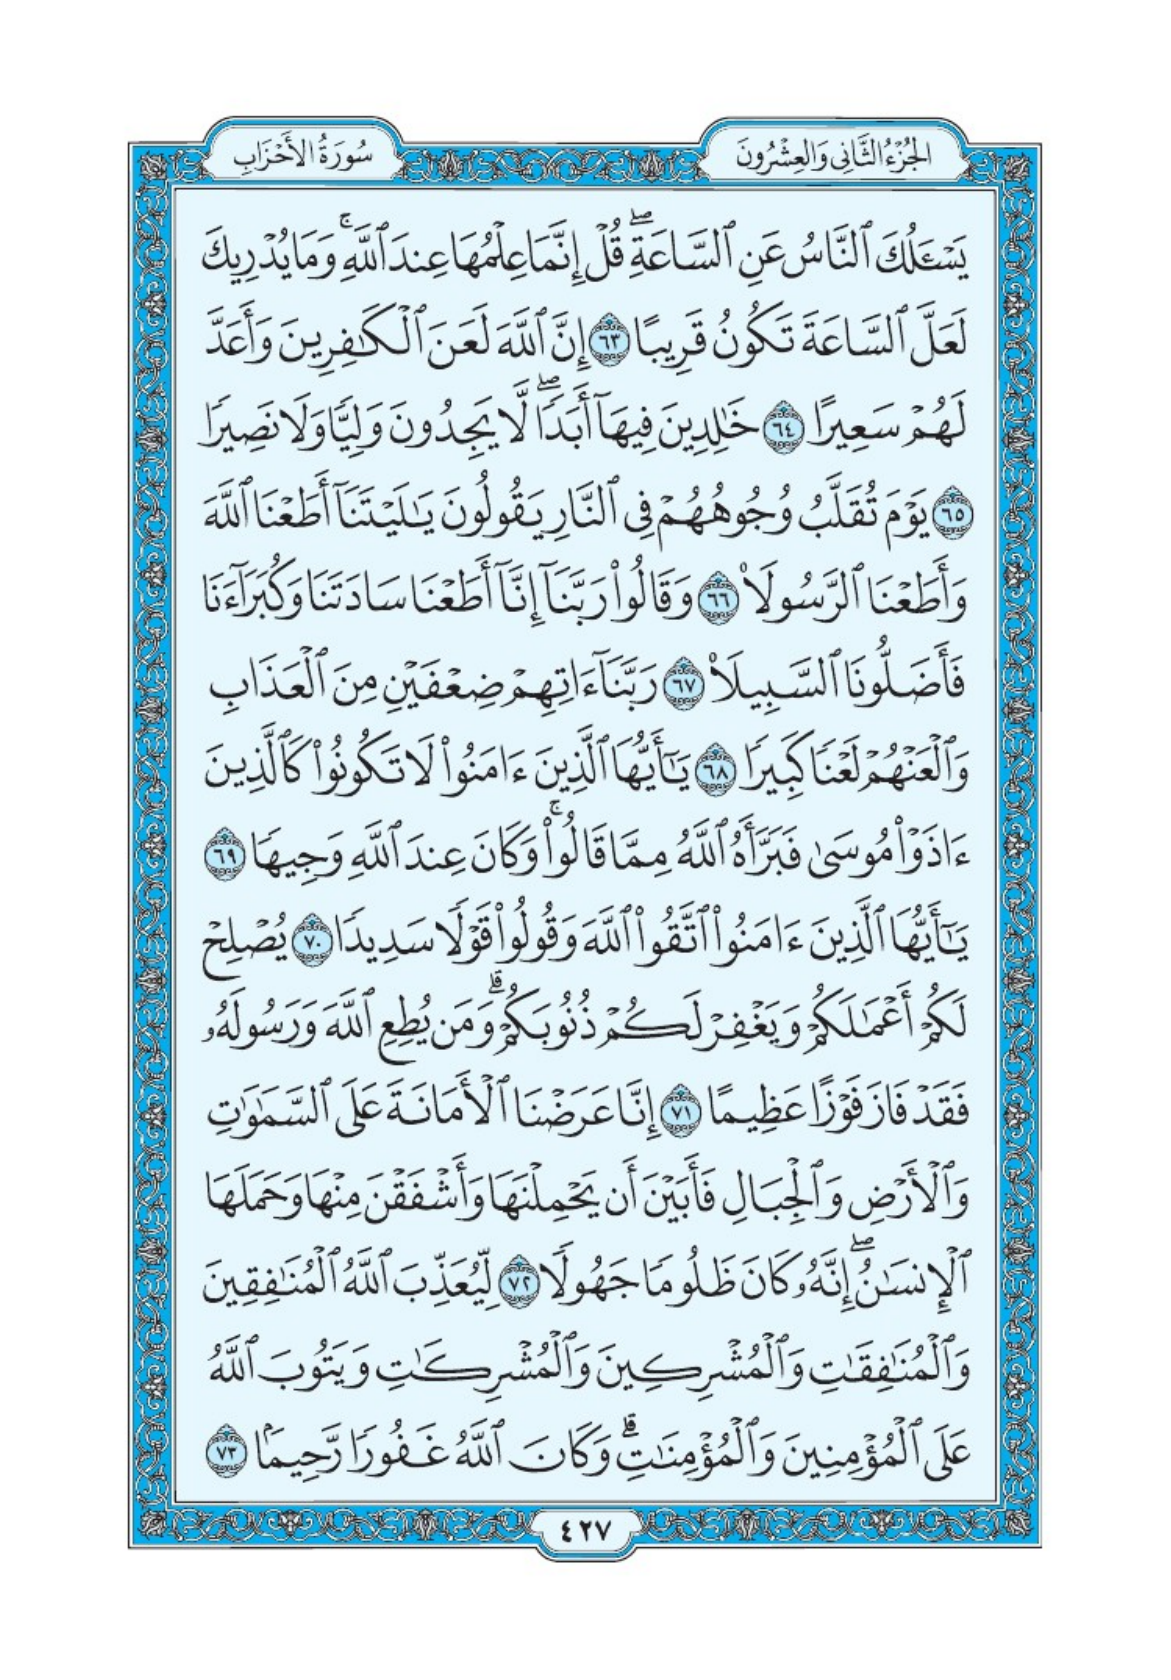 الجُزْءُ الثَّانِي وَالعِشْرُونَ
سُورَةُ الأَحْزَابِ
يَسْـَٔلُكَ ٱلنَّاسُ عَنِ ٱلسَّاعَةِۖ قُلْ إِنَّمَا عِلْمُهَا عِندَ ٱللَّهِۚ وَمَا يُدْرِيكَ
لَعَلَّ ٱلسَّاعَةَ تَكُونُ قَرِيبًا ٦٣ إِنَّ ٱللَّهَ لَعَنَ ٱلْكَٰفِرِينَ وَأَعَدَّ
لَهُمْ سَعِيرًا ٦٤ خَٰلِدِينَ فِيهَآ أَبَدًاۖ لَّا يَجِدُونَ وَلِيًّا وَلَا نَصِيرًا
٦٥ يَوْمَ تُقَلَّبُ وُجُوهُهُمْ فِى ٱلنَّارِ يَقُولُونَ يَٰلَيْتَنَآ أَطَعْنَا ٱللَّهَ
وَأَطَعْنَا ٱلرَّسُولَا۠ ٦٦ وَقَالُوا۟ رَبَّنَآ إِنَّآ أَطَعْنَا سَادَتَنَا وَكُبَرَآءَنَا
فَأَضَلُّونَا ٱلسَّبِيلَا۠ ٦٧ رَبَّنَآ ءَاتِهِمْ ضِعْفَيْنِ مِنَ ٱلْعَذَابِ
وَٱلْعَنْهُمْ لَعْنًا كَبِيرًا ٦٨ يَٰٓأَيُّهَا ٱلَّذِينَ ءَامَنُوا۟ لَا تَكُونُوا۟ كَٱلَّذِينَ
ءَاذَوْا۟ مُوسَىٰ فَبَرَّأَهُ ٱللَّهُ مِمَّا قَالُوا۟ۚ وَكَانَ عِندَ ٱللَّهِ وَجِيهًا ٦٩
يَٰٓأَيُّهَا ٱلَّذِينَ ءَامَنُوا۟ ٱتَّقُوا۟ ٱللَّهَ وَقُولُوا۟ قَوْلًا سَدِيدًا ٧٠ يُصْلِحْ
لَكُمْ أَعْمَٰلَكُمْ وَيَغْفِرْ لَكُمْ ذُنُوبَكُمْۗ وَمَن يُطِعِ ٱللَّهَ وَرَسُولَهُۥ
فَقَدْ فَازَ فَوْزًا عَظِيمًا ٧١ إِنَّا عَرَضْنَا ٱلْأَمَانَةَ عَلَى ٱلسَّمَٰوَٰتِ
وَٱلْأَرْضِ وَٱلْجِبَالِ فَأَبَيْنَ أَن يَحْمِلْنَهَا وَأَشْفَقْنَ مِنْهَا وَحَمَلَهَا
ٱلْإِنسَٰنُۖ إِنَّهُۥ كَانَ ظَلُومًا جَهُولًا ٧٢ لِّيُعَذِّبَ ٱللَّهُ ٱلْمُنَٰفِقِينَ
وَٱلْمُنَٰفِقَٰتِ وَٱلْمُشْرِكِينَ وَٱلْمُشْرِكَٰتِ وَيَتُوبَ ٱللَّهُ
عَلَى ٱلْمُؤْمِنِينَ وَٱلْمُؤْمِنَٰتِۗ وَكَانَ ٱللَّهُ غَفُورًا رَّحِيمًۢا ٧٣
٤٢٧